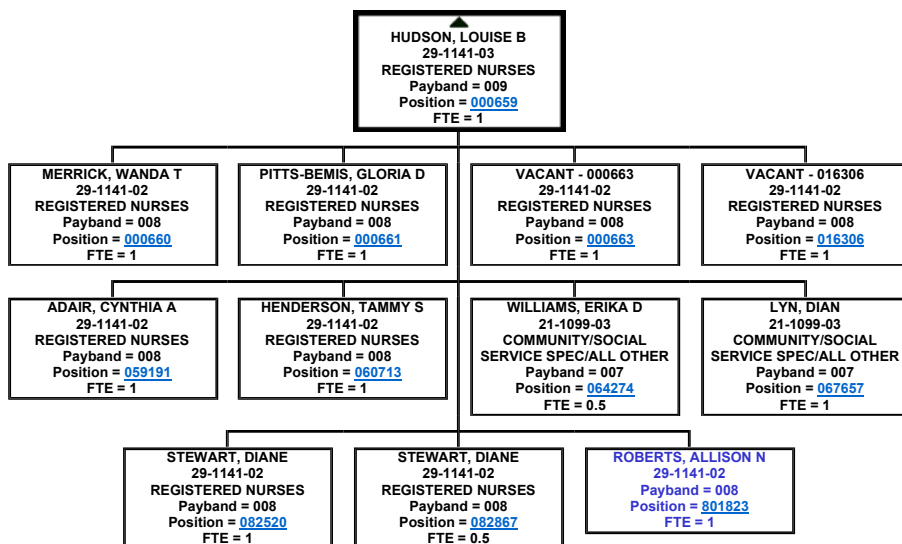 HUDSON, LOUISE B
29-1141-03
REGISTERED NURSES
Payband = 009
Position = 000659
FTE = 1
MERRICK, WANDA T
29-1141-02
REGISTERED NURSES
Payband = 008
Position = 000660
FTE = 1
PITTS-BEMIS, GLORIA D
29-1141-02
REGISTERED NURSES
Payband = 008
Position = 000661
FTE = 1
VACANT - 000663
29-1141-02
REGISTERED NURSES
Payband = 008
Position = 000663
FTE = 1
VACANT - 016306
29-1141-02
REGISTERED NURSES
Payband = 008
Position = 016306
FTE = 1
ADAIR, CYNTHIA A
29-1141-02
REGISTERED NURSES
Payband = 008
Position = 059191
FTE = 1
HENDERSON, TAMMY S
29-1141-02
REGISTERED NURSES
Payband = 008
Position = 060713
FTE = 1
WILLIAMS, ERIKA D
21-1099-03
COMMUNITY/SOCIAL
SERVICE SPEC/ALL OTHER
Payband = 007
Position = 064274
FTE = 0.5
LYN, DIAN
21-1099-03
COMMUNITY/SOCIAL
SERVICE SPEC/ALL OTHER
Payband = 007
Position = 067657
FTE = 1
STEWART, DIANE
29-1141-02
REGISTERED NURSES
Payband = 008
Position = 082520
FTE = 1
STEWART, DIANE
29-1141-02
REGISTERED NURSES
Payband = 008
Position = 082867
FTE = 0.5
ROBERTS, ALLISON N
29-1141-02
Payband = 008
Position = 801823
FTE = 1